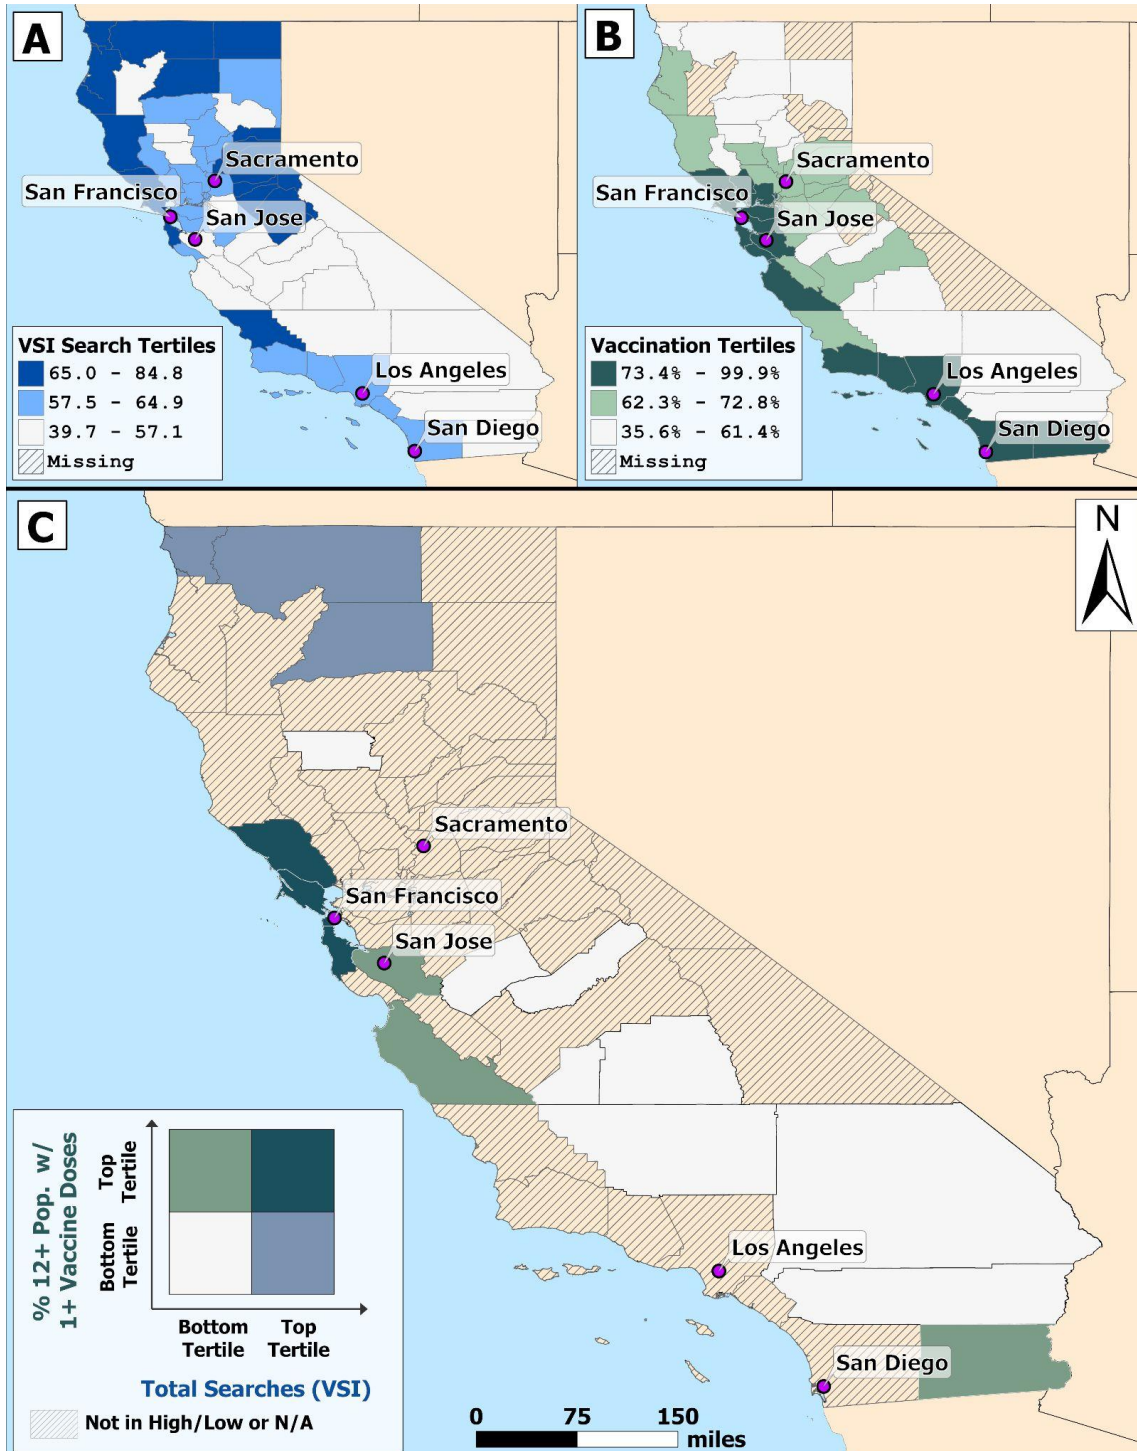 A
Sacramento
San Francisco
San Jose
Los Angeles
San Diego
VSI Search Tertiles
65.0 - 84.8
57.5 - 64.9
39.7 - 57.1
Missing
B
Sacramento
San Francisco
San Jose
Los Angeles
San Diego
Vaccination Tertiles
73.4% - 99.9%
62.3% - 72.8%
35.6% - 61.4%
Missing
C
N
Sacramento
San Francisco
San Jose
Los Angeles
San Diego
% 12+ Pop. w/
1+ Vaccine Doses
Top
Tertile
Bottom
Tertile
Bottom
Tertile
Top
Tertile
Total Searches (VSI)
Not in High/Low or N/A
0 75 150
miles